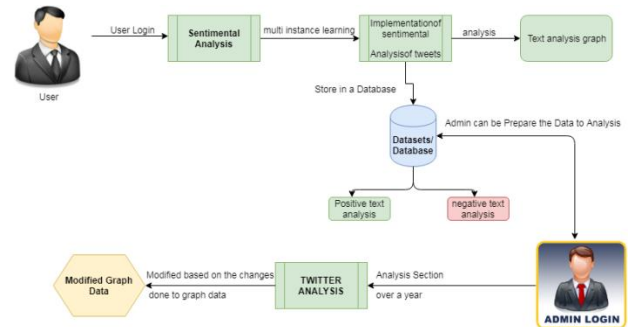 User Login
Sentimental
Analysis
multi instance learning
Implementationof
sentimental
Analysisof tweets
analysis
Text analysis graph
User
Store in a Database
Admin can be Prepare the Data to Analysis
Datasets/
Database
Positive text
analysis
negative text
analysis
Modified Graph
Data
Modified based on the changes
done to graph data
TWITTER
ANALYSIS
Analysis Section
over a year
ADMIN LOGIN